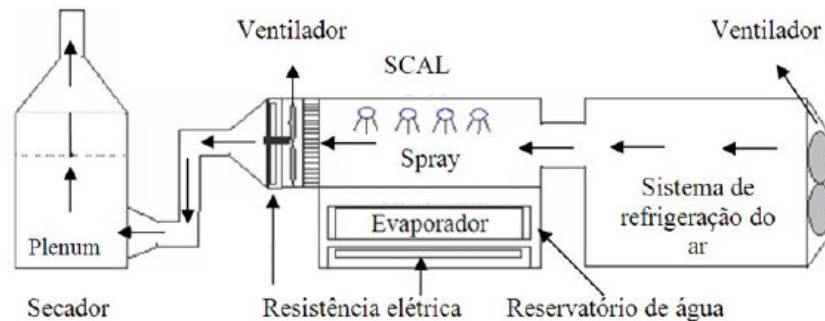 Ventilador
Ventilador
SCAL
Spray
Sistema de
refrigeração do
ar
Evaporador
Plenum
Secador
Resistência elétrica
Reservatório de água